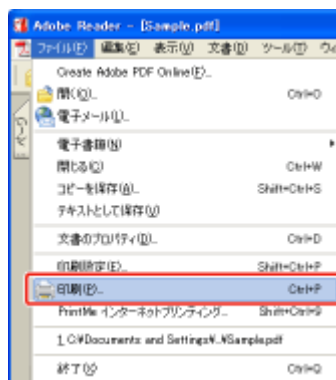 Adobe Reader - [Sample.pdf]
ファイル(F) 編集(E) 表示(V) 文書(D) ツール(T) ウィ
Create Adobe PDF Online(F)...
開く(O)... Ctrl+O
電子メール(L)...
電子書籍(N)
閉じる(C) Ctrl+W
コピーを保存(A)... Shift+Ctrl+S
テキストとして保存(V)
文書のプロパティ(D)... Ctrl+D
印刷設定(E)... Shift+Ctrl+P
印刷(P)... Ctrl+P
PrintMe インターネットプリンティング... Shift+Ctrl+9
1 C:¥Documents and Settings¥..¥Sample.pdf
終了(X) Ctrl+Q